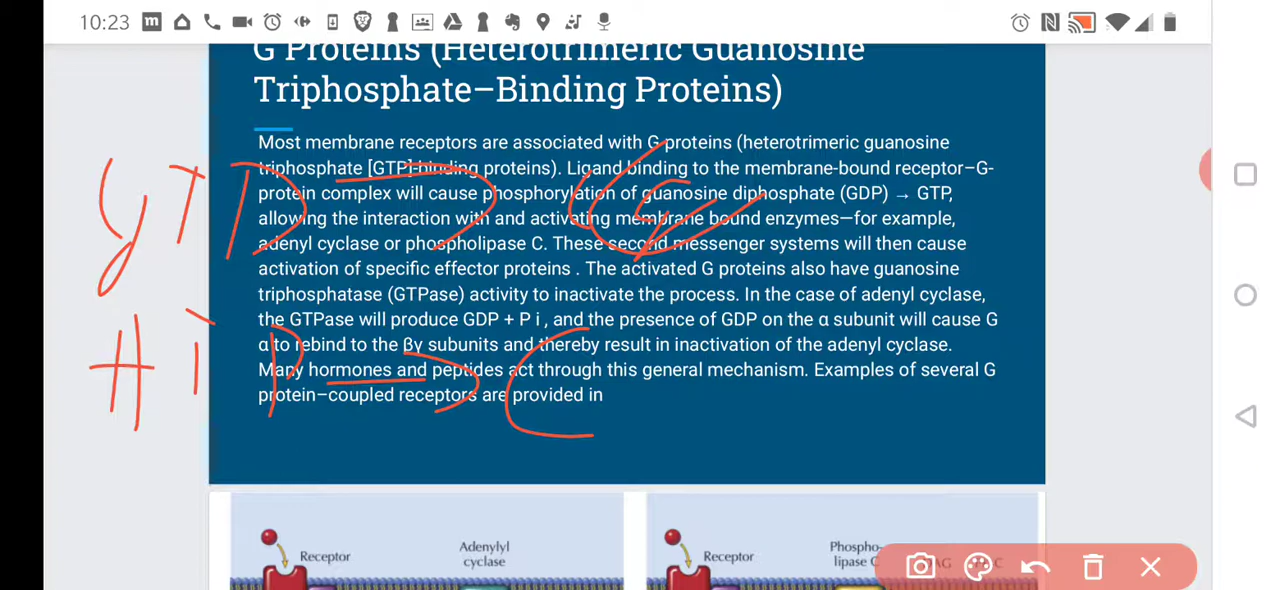 10:23
G Proteins (Heterotrimeric Guanosine
Triphosphate–Binding Proteins)
Most membrane receptors are associated with G proteins (heterotrimeric guanosine
triphosphate [GTP]-binding proteins). Ligand binding to the membrane-bound receptor–G-
protein complex will cause phosphorylation of guanosine diphosphate (GDP) → GTP,
allowing the interaction with and activating membrane bound enzymes—for example,
adenyl cyclase or phospholipase C. These second messenger systems will then cause
activation of specific effector proteins . The activated G proteins also have guanosine
triphosphatase (GTPase) activity to inactivate the process. In the case of adenyl cyclase,
the GTPase will produce GDP + P i , and the presence of GDP on the α subunit will cause G
α to rebind to the βγ subunits and thereby result in inactivation of the adenyl cyclase.
Many hormones and peptides act through this general mechanism. Examples of several G
protein–coupled receptors are provided in
Receptor
Adenylyl
cyclase
Receptor
Phospho-
lipase C